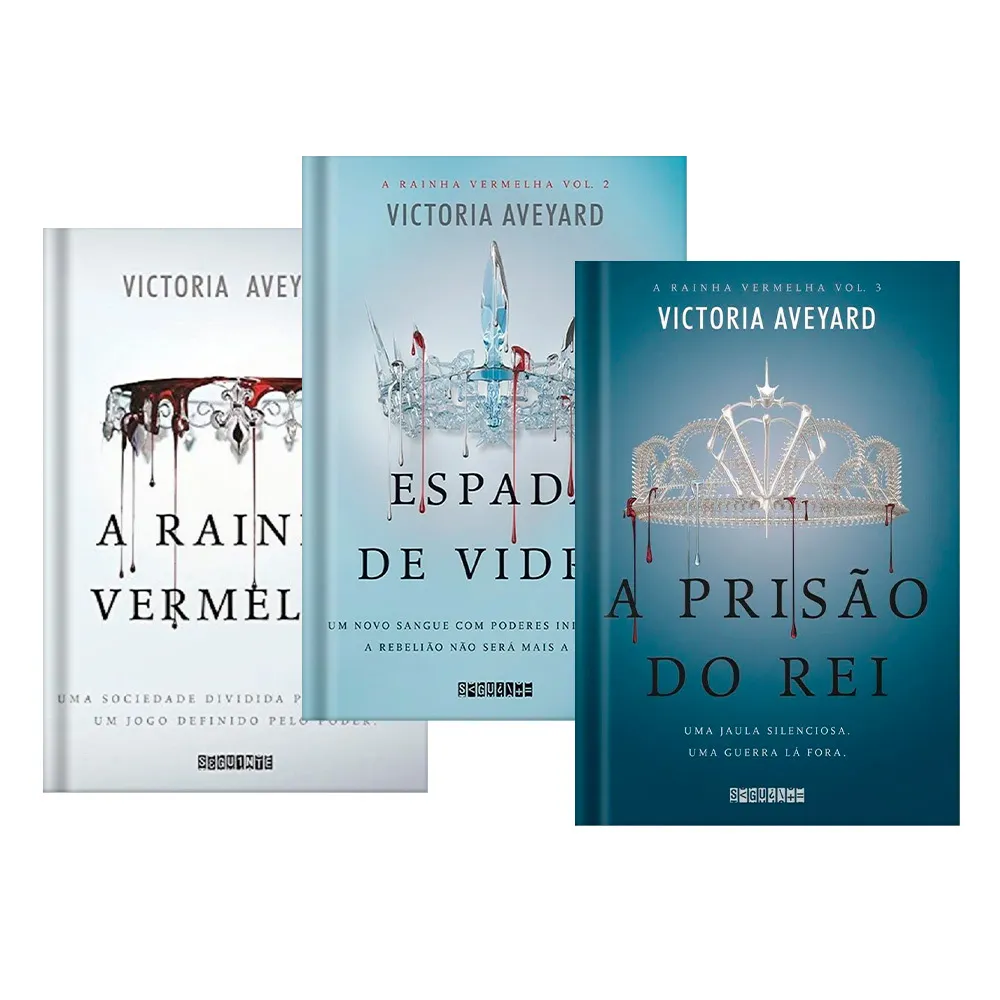 VICTORIA AVEY
A RAIN
VERMEL
UMA SOCIEDADE DIVIDIDA P
UM JOGO DEFINIDO PELO PODER.
SEGUINTE
A RAINHA VERMELHA VOL. 2
VICTORIA AVEYARD
ESPADA
DE VIDR
UM NOVO SANGUE COM PODERES IN
A REBELIÃO NÃO SERÁ MAIS A
SEGUINTE
A RAINHA VERMELHA VOL. 3
VICTORIA AVEYARD
A PRISÃO
DO REI
UMA JAULA SILENCIOSA.
UMA GUERRA LÁ FORA.
SEGUINTE